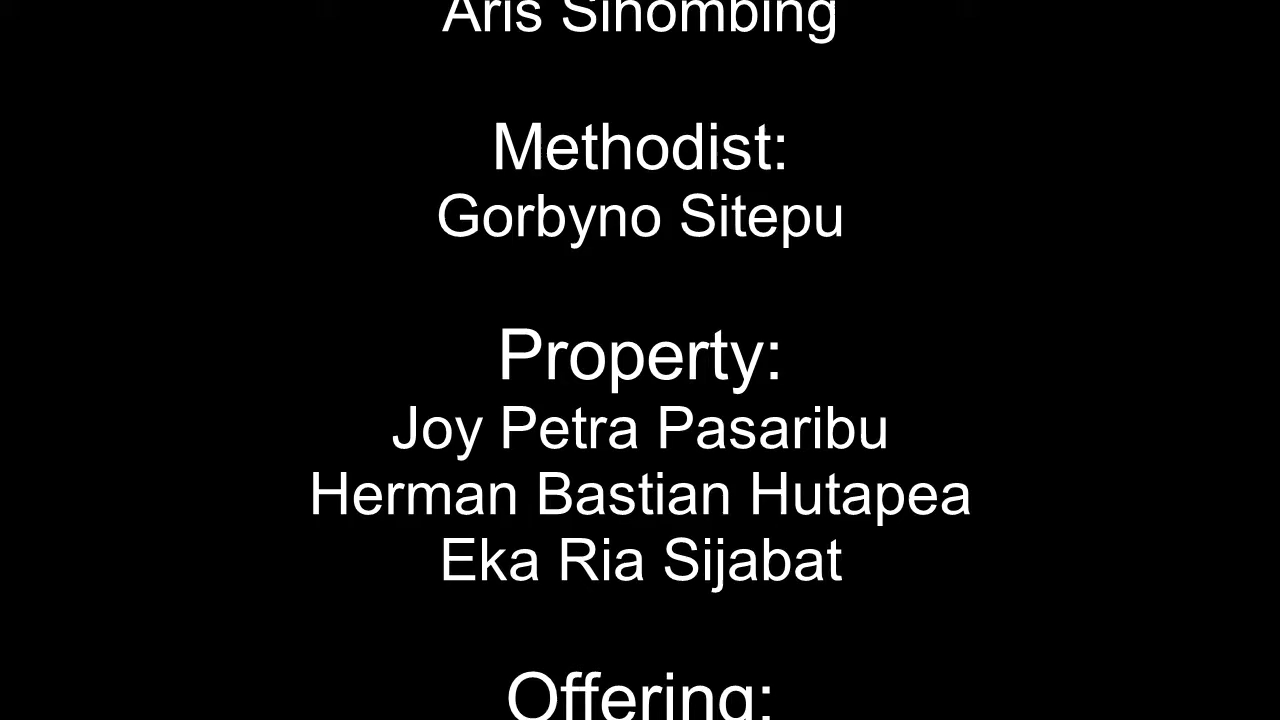 Aris Sihombing
Methodist:
Gorbyno Sitepu
Property:
Joy Petra Pasaribu
Herman Bastian Hutapea
Eka Ria Sijabat
Offering: